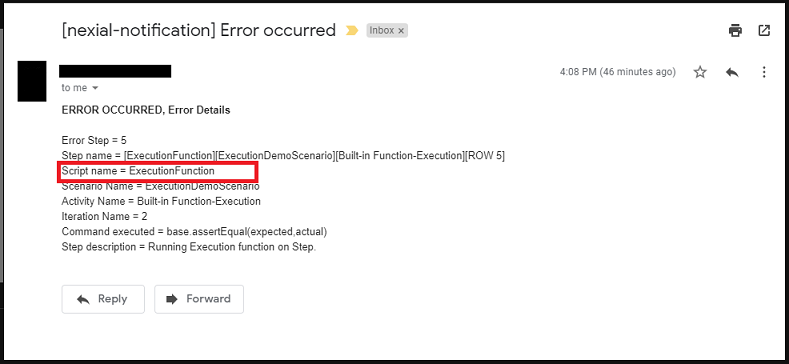 [nexial-notification] Error occurred Inbox ×
4:08 PM (46 minutes ago)
to me
ERROR OCCURRED, Error Details
Error Step = 5
Step name = [ExecutionFunction][ExecutionDemoScenario][Built-in Function-Execution][ROW 5]
Script name = ExecutionFunction
Scenario Name = ExecutionDemoScenario
Activity Name = Built-in Function-Execution
Iteration Name = 2
Command executed = base.assertEqual(expected,actual)
Step description = Running Execution function on Step.
Reply Forward